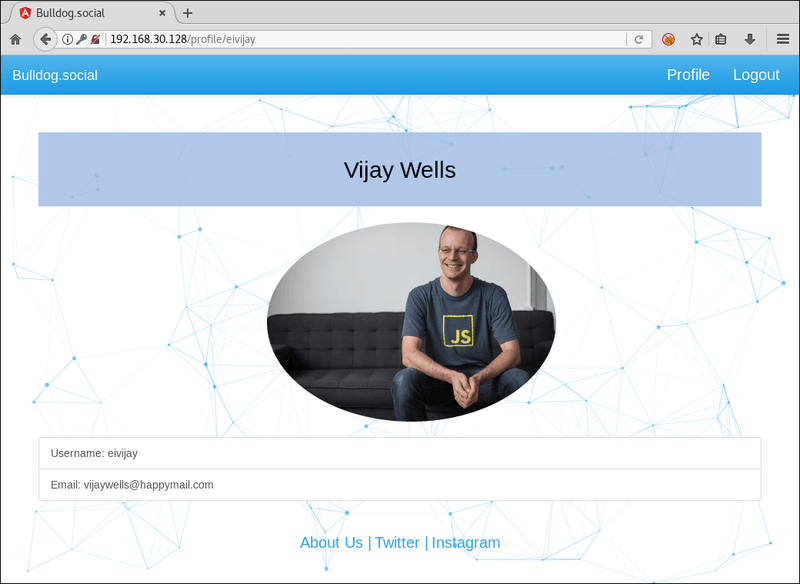 Bulldog.social
192.168.30.128/profile/eivijay
Bulldog.social Profile Logout
Vijay Wells
JS
Username: eivijay
Email: vijaywells@happymail.com
About Us | Twitter | Instagram